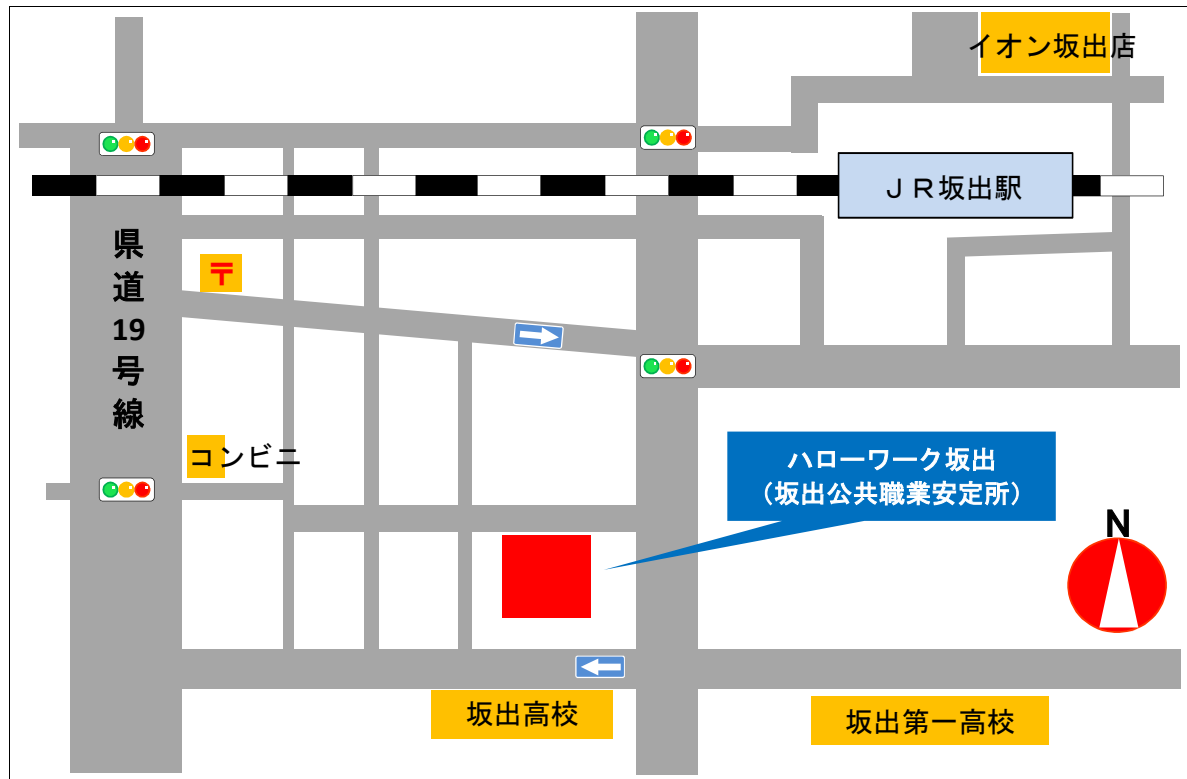 イオン坂出店
ＪＲ坂出駅
県道19号線
〒
コンビニ
ハローワーク坂出
（坂出公共職業安定所）
N
坂出高校
坂出第一高校